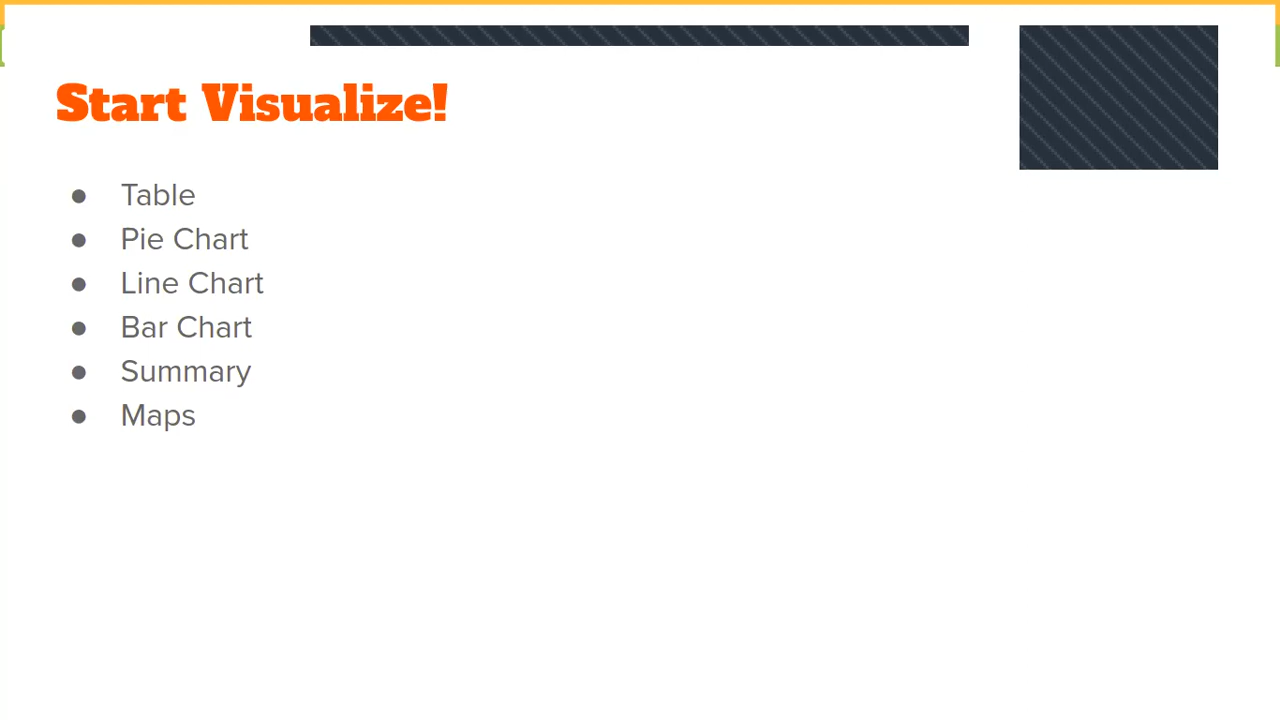 Start Visualize!
● Table
● Pie Chart
● Line Chart
● Bar Chart
● Summary
● Maps